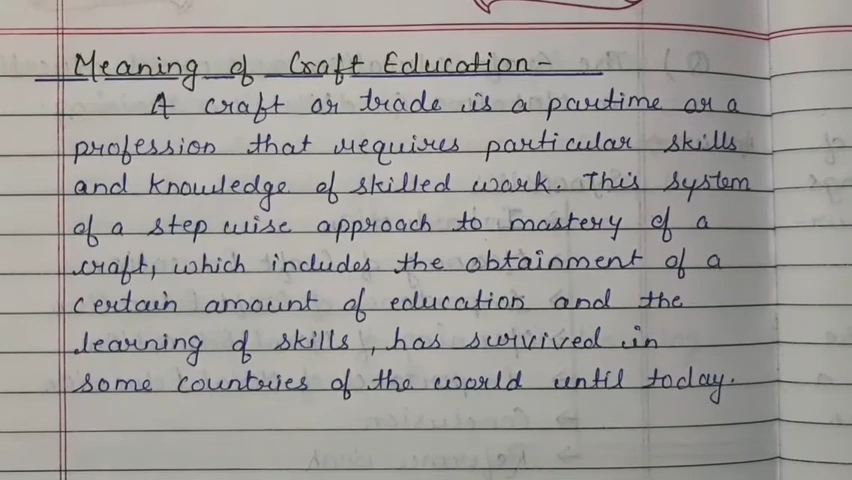 Meaning of Craft Education -
A craft or trade is a partime or a
profession that requires particular skills
and knowledge of skilled work. This system
of a step wise approach to mastery of a
craft, which includes the obtainment of a
certain amount of education and the
learning of skills, has survived in
some countries of the world until today.